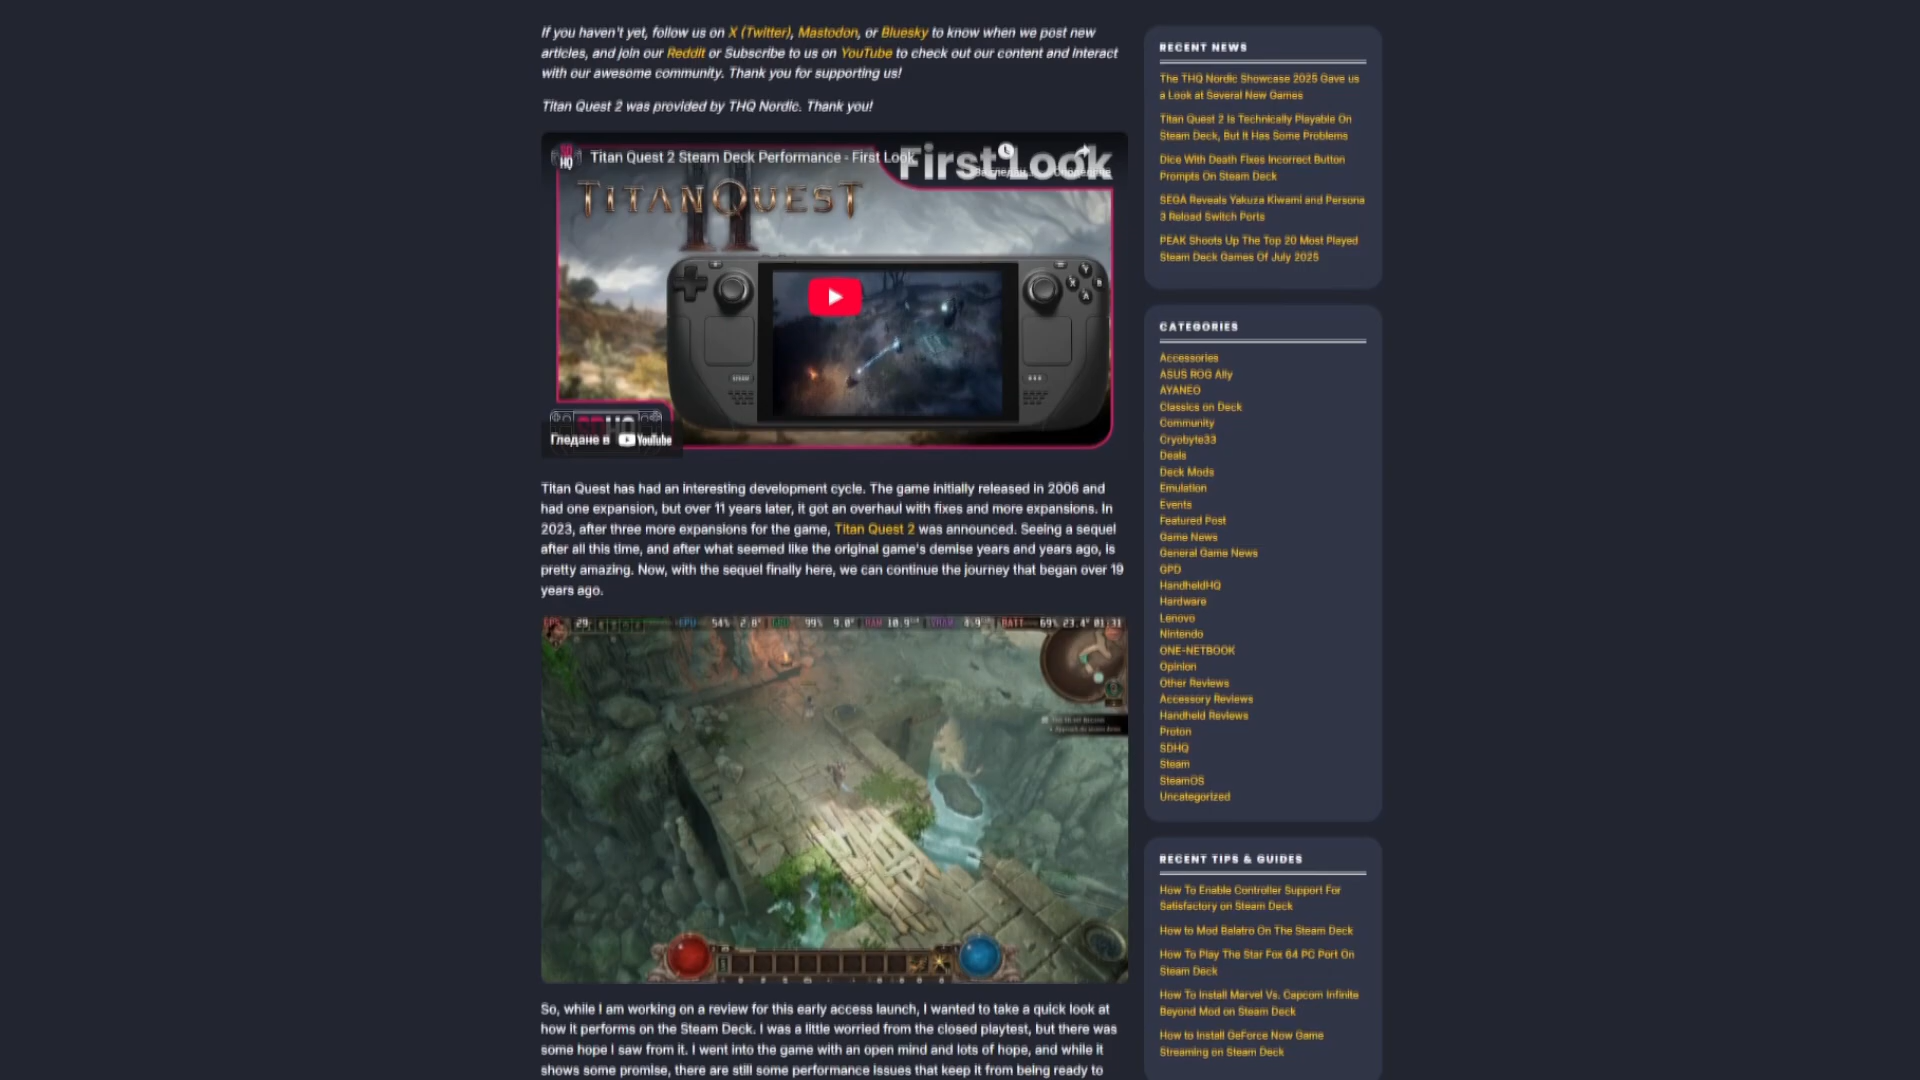 If you haven't yet, follow us on X (Twitter), Mastodon, or Bluesky to know when we post new
articles, and join our Reddit or Subscribe to us on YouTube to check out our content and interact
with our awesome community. Thank you for supporting us!
Titan Quest 2 was provided by THQ Nordic. Thank you!
Titan Quest 2 Steam Deck Performance - First Look
First Look
TITANQUEST
II
Гледане в YouTube
Titan Quest has had an interesting development cycle. The game initially released in 2006 and
had one expansion, but over 11 years later, it got an overhaul with fixes and more expansions. In
2023, after three more expansions for the game, Titan Quest 2 was announced. Seeing a sequel
after all this time, and after what seemed like the original game's demise years and years ago, is
pretty amazing. Now, with the sequel finally here, we can continue the journey that began over 19
years ago.
So, while I am working on a review for this early access launch, I wanted to take a quick look at
how it performs on the Steam Deck. I was a little worried from the closed playtest, but there was
some hope I saw from it. I went into the game with an open mind and lots of hope, and while it
shows some promise, there are still some performance issues that keep it from being ready to
RECENT NEWS
The THQ Nordic Showcase 2025 Gave us
a Look at Several New Games
Titan Quest 2 Is Technically Playable On
Steam Deck, But It Has Some Problems
Dice With Death Fixes Incorrect Button
Prompts On Steam Deck
SEGA Reveals Yakuza Kiwami and Persona
3 Reload Switch Ports
PEAK Shoots Up The Top 20 Most Played
Steam Deck Games Of July 2025
CATEGORIES
Accessories
ASUS ROG Ally
AYANEO
Classics on Deck
Community
Cryobyte33
Deals
Deck Mods
Emulation
Events
Featured Post
Game News
General Game News
GPD
HandheldHQ
Hardware
Lenovo
Nintendo
ONE-NETBOOK
Opinion
Other Reviews
Accessory Reviews
Handheld Reviews
Proton
SDHQ
Steam
SteamOS
Uncategorized
RECENT TIPS & GUIDES
How To Enable Controller Support For
Satisfactory on Steam Deck
How to Mod Balatro On The Steam Deck
How To Play The Star Fox 64 PC Port On
Steam Deck
How To Install Marvel Vs. Capcom Infinite
Beyond Mod on Steam Deck
How to Install GeForce Now Game
Streaming on Steam Deck